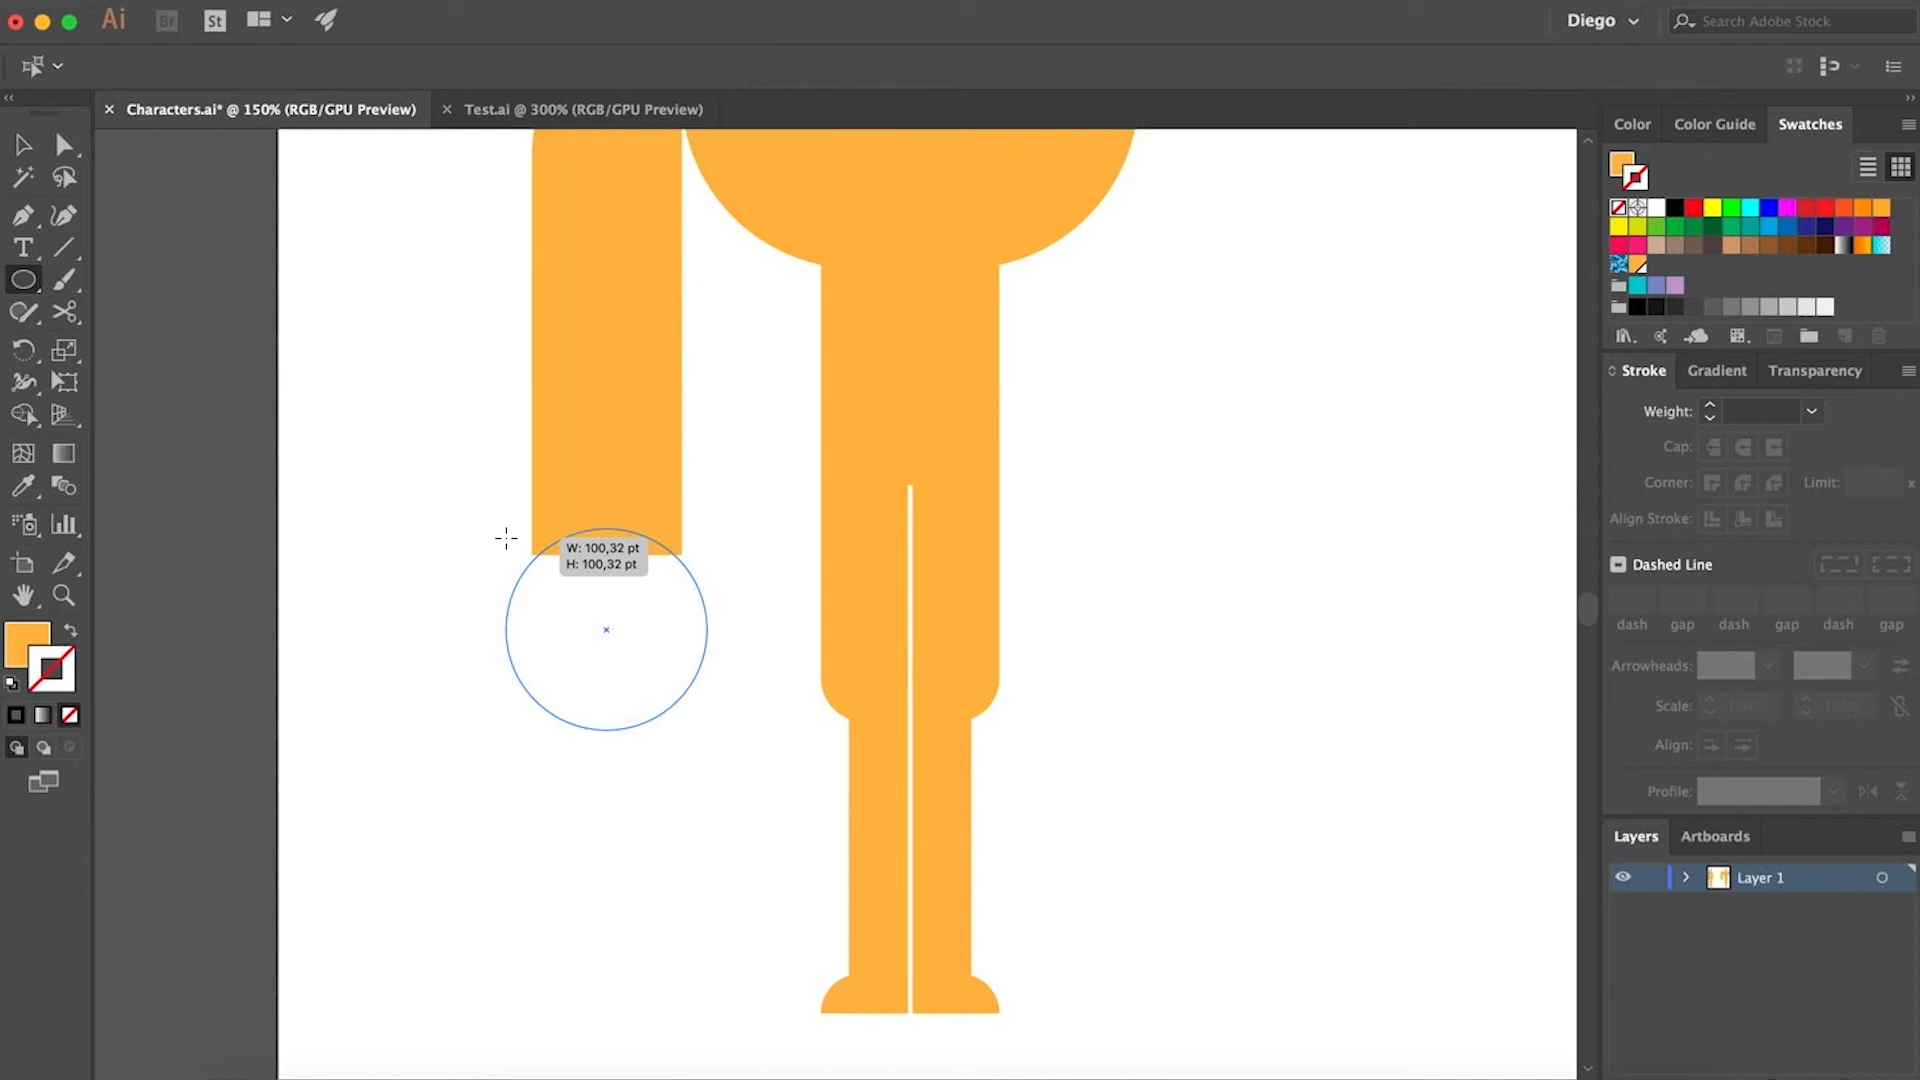 Ai Br St Diego Search Adobe Stock
× Characters.ai* @ 150% (RGB/GPU Preview) × Test.ai @ 300% (RGB/GPU Preview)
Color Color Guide Swatches
T
W: 100,32 pt
H: 100,32 pt
Stroke Gradient Transparency
Weight:
Cap:
Corner: Limit: x
Align Stroke:
Dashed Line
dash gap dash gap dash gap
Arrowheads:
Scale: 100% 100%
Align:
Profile:
Layers Artboards
Layer 1